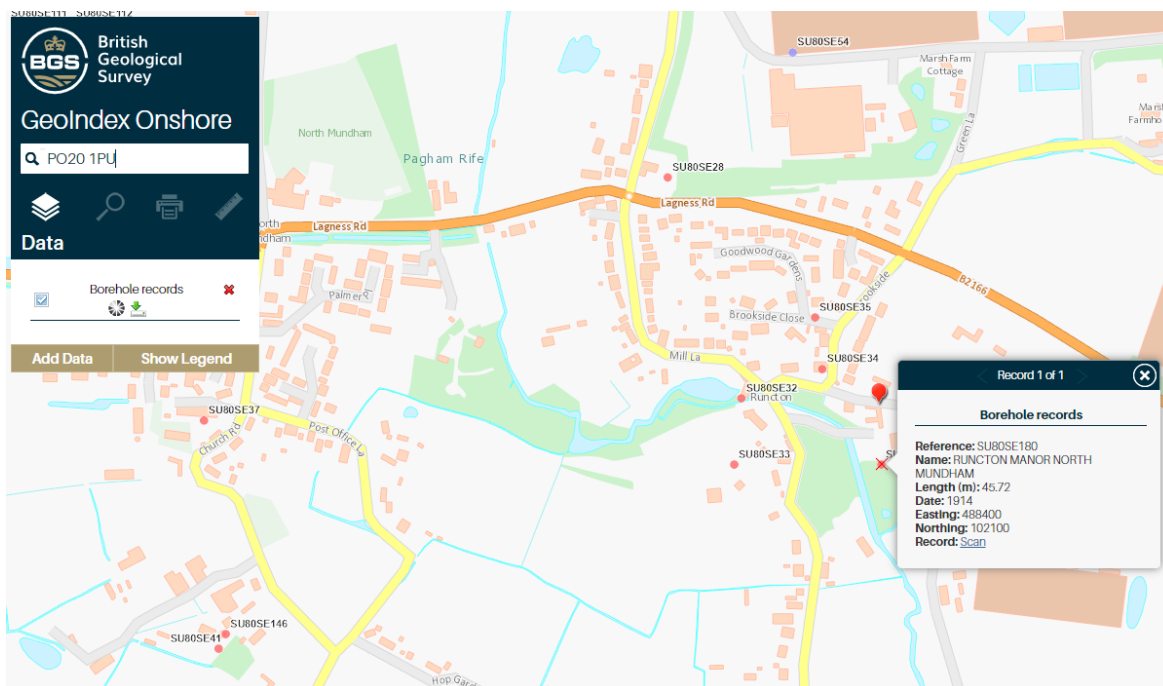 SU80SE111 SU80SE112
BGS
British
Geological
Survey
GeoIndex Onshore
PO20 1PU
Data
Borehole records
Add Data
Show Legend
SU80SE54
Marsh Farm
Cottage
Green La
North Mundham
Pagham Rife
SU80SE28
Lagness Rd
Lagness Rd
Goodwood Gardens
B2166
Palmer Pl
SU80SE35
Brookside Close
Mill La
SU80SE34
SU80SE32
Runcton
SU80SE37
Church Rd
Post Office La
SU80SE33
SU80SE146
SU80SE41
Record 1 of 1
Borehole records
Reference: SU80SE180
Name: RUNCTON MANOR NORTH
MUNDHAM
Length (m): 45.72
Date: 1914
Easting: 488400
Northing: 102100
Record: Scan